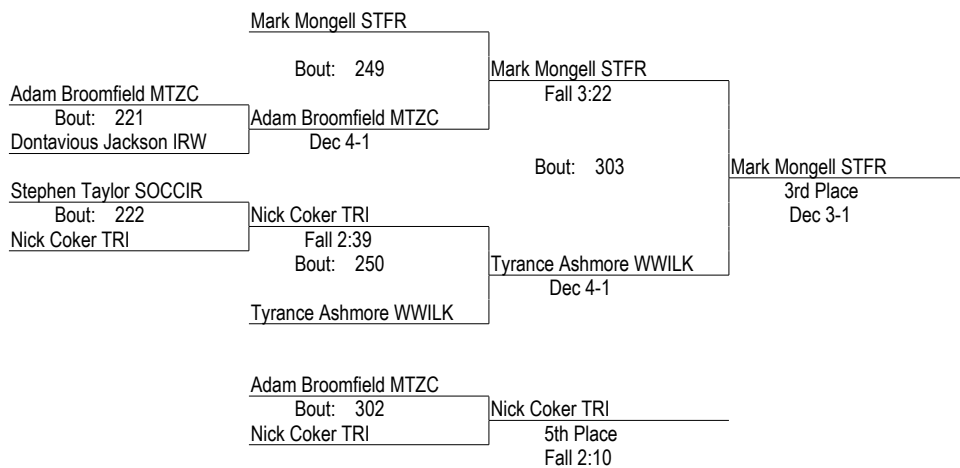 Mark Mongell STFR
Bout: 249
Mark Mongell STFR
Adam Broomfield MTZC
Fall 3:22
Bout: 221
Adam Broomfield MTZC
Dontavious Jackson IRW
Dec 4-1
Bout: 303
Mark Mongell STFR
Stephen Taylor SOCCIR
3rd Place
Bout: 222
Nick Coker TRI
Dec 3-1
Nick Coker TRI
Fall 2:39
Bout: 250
Tyrance Ashmore WWILK
Dec 4-1
Tyrance Ashmore WWILK
Adam Broomfield MTZC
Bout: 302
Nick Coker TRI
Nick Coker TRI
5th Place
Fall 2:10